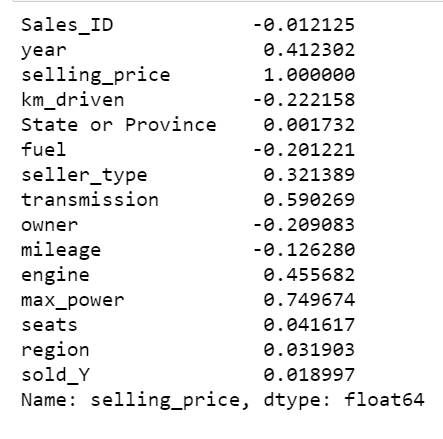 Sales_ID -0.012125
year 0.412302
selling_price 1.000000
km_driven -0.222158
State or Province 0.001732
fuel -0.201221
seller_type 0.321389
transmission 0.590269
owner -0.209083
mileage -0.126280
engine 0.455682
max_power 0.749674
seats 0.041617
region 0.031903
sold_Y 0.018997
Name: selling_price, dtype: float64